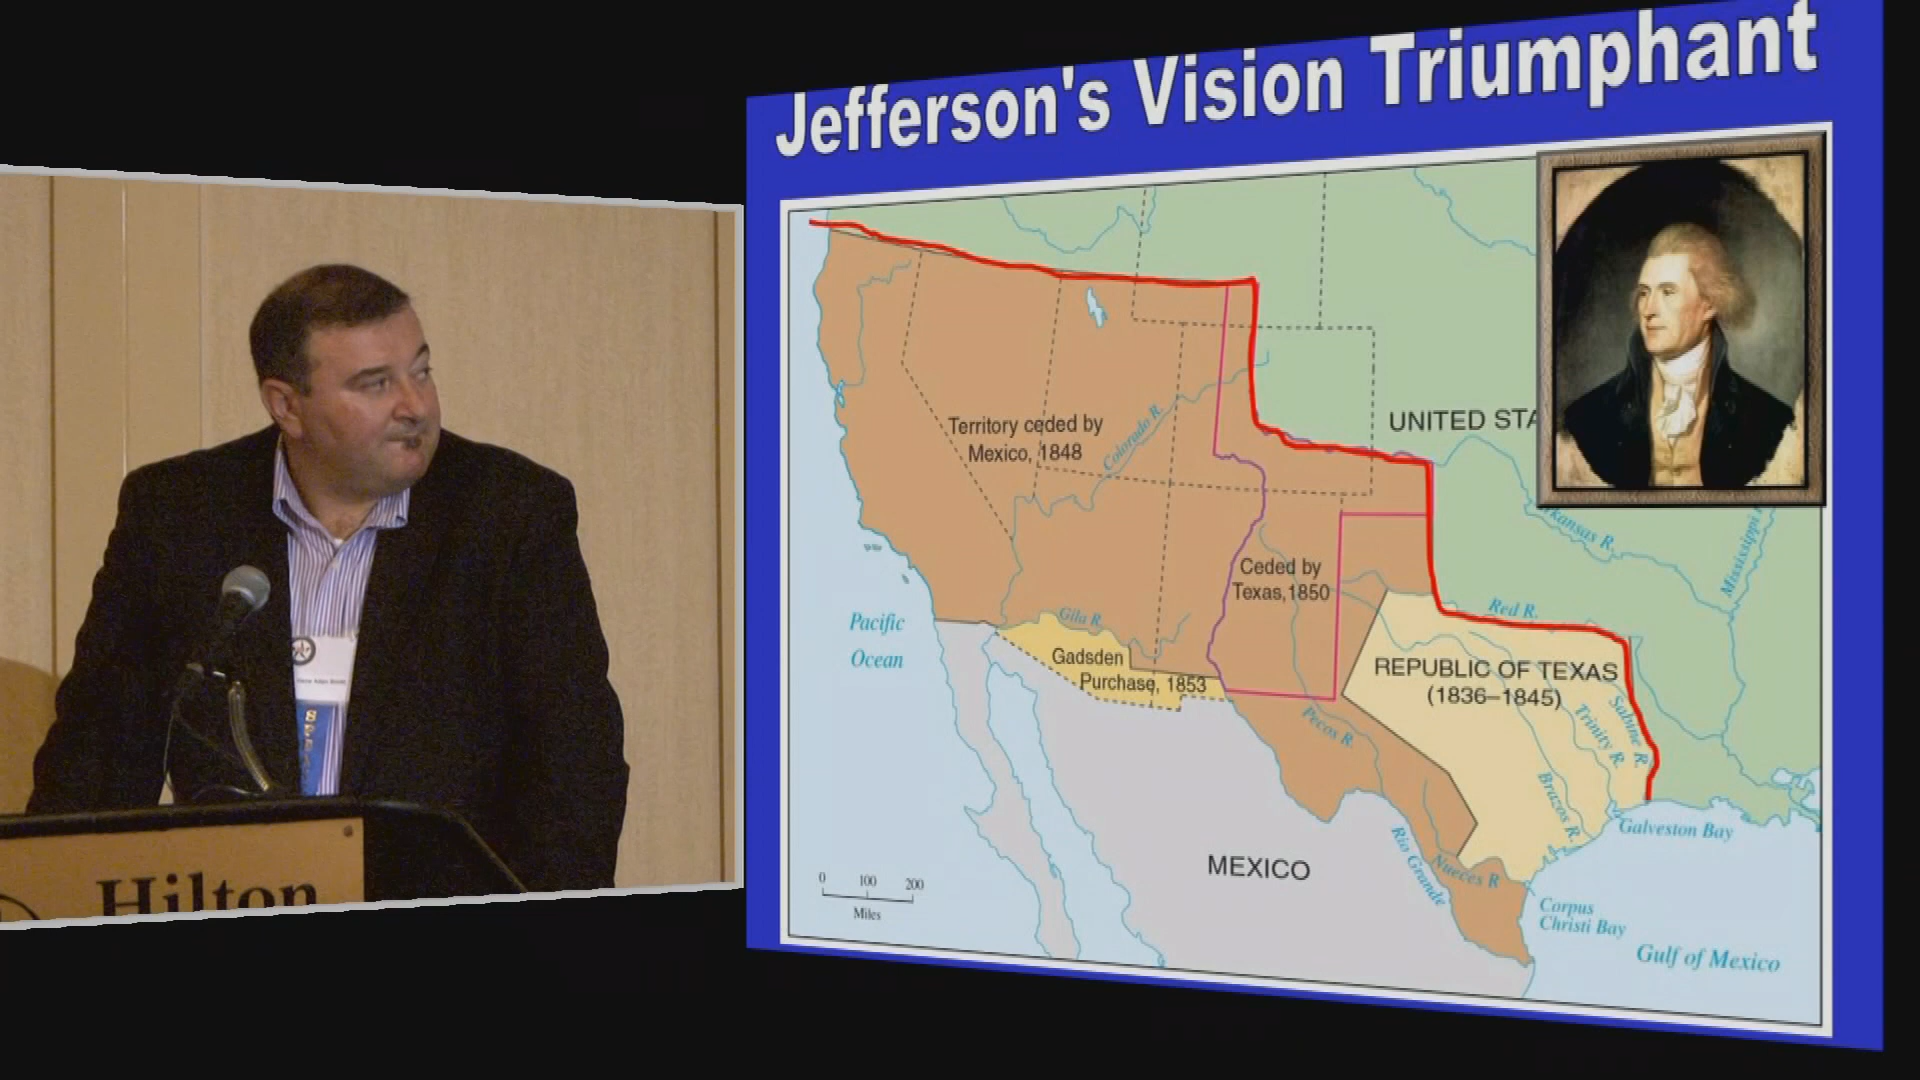 Jefferson's Vision Triumphant
UNITED STA
Territory ceded by
Mexico, 1848
Colorado R.
Arkansas R.
Mississippi
Ceded by
Texas, 1850
Red R.
Pacific
Ocean
Gila R.
Gadsden
Purchase, 1853
REPUBLIC OF TEXAS
(1836–1845)
Sabine R.
Trinity R.
Pecos R.
Brazos R.
Galveston Bay
MEXICO
Rio Grande
Nueces R
0 100 200
Miles
Corpus
Christi Bay
Gulf of Mexico
Hilton